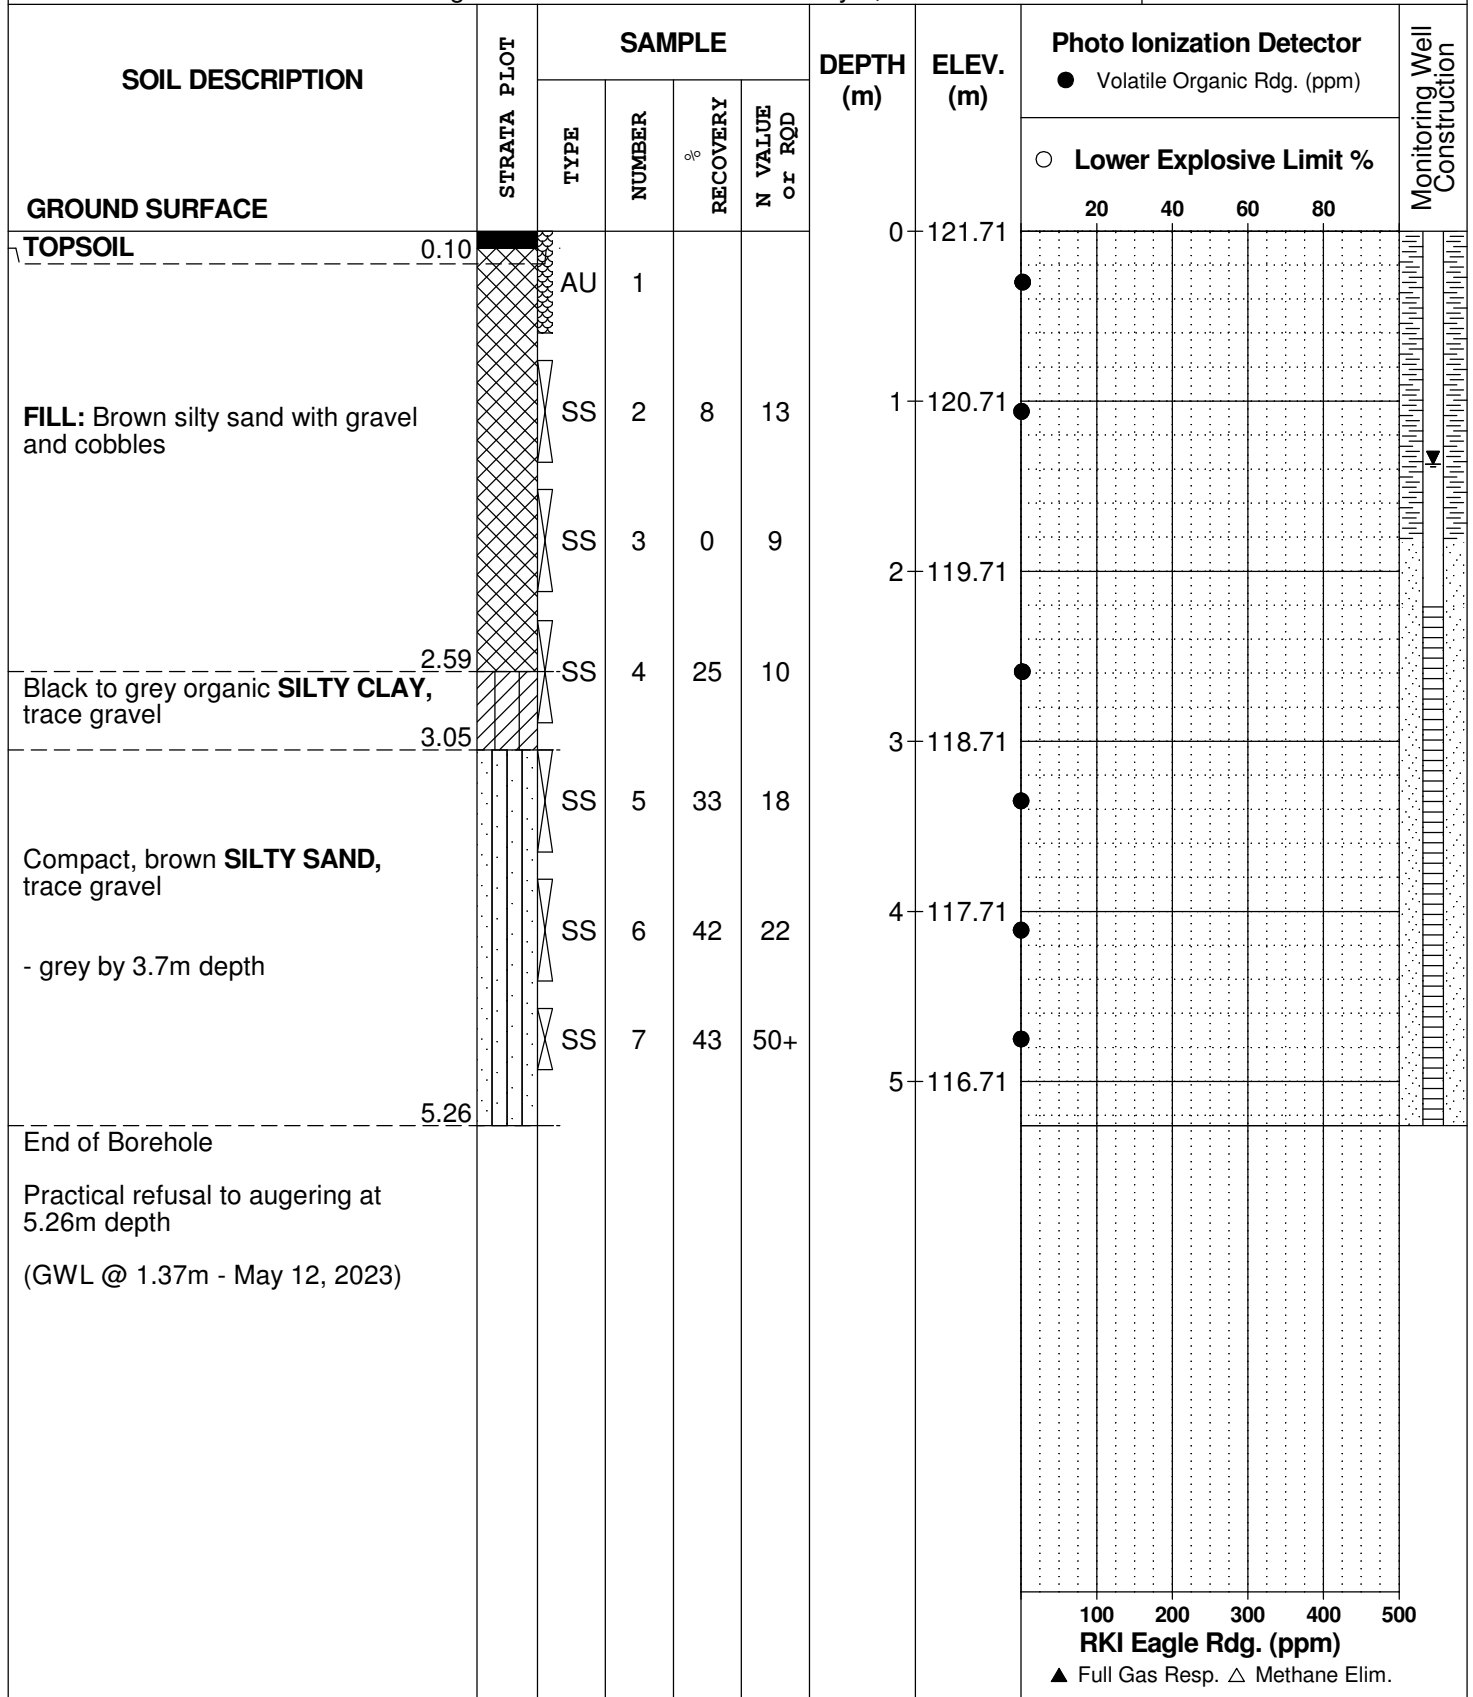 SOIL DESCRIPTION
GROUND SURFACE
STRATA PLOT
SAMPLE
TYPE
NUMBER
%
RECOVERY
N VALUE
or RQD
DEPTH
(m)
ELEV.
(m)
Photo Ionization Detector
● Volatile Organic Rdg. (ppm)
○ Lower Explosive Limit %
20 40 60 80
Monitoring Well
Construction
0 121.71
TOPSOIL 0.10
AU 1
FILL: Brown silty sand with gravel
and cobbles
SS 2 8 13
1 120.71
SS 3 0 9
2 119.71
2.59
SS 4 25 10
Black to grey organic SILTY CLAY,
trace gravel
3.05
3 118.71
SS 5 33 18
Compact, brown SILTY SAND,
trace gravel
4 117.71
SS 6 42 22
- grey by 3.7m depth
SS 7 43 50+
5 116.71
5.26
End of Borehole
Practical refusal to augering at
5.26m depth
(GWL @ 1.37m - May 12, 2023)
100 200 300 400 500
RKI Eagle Rdg. (ppm)
▲ Full Gas Resp. △ Methane Elim.